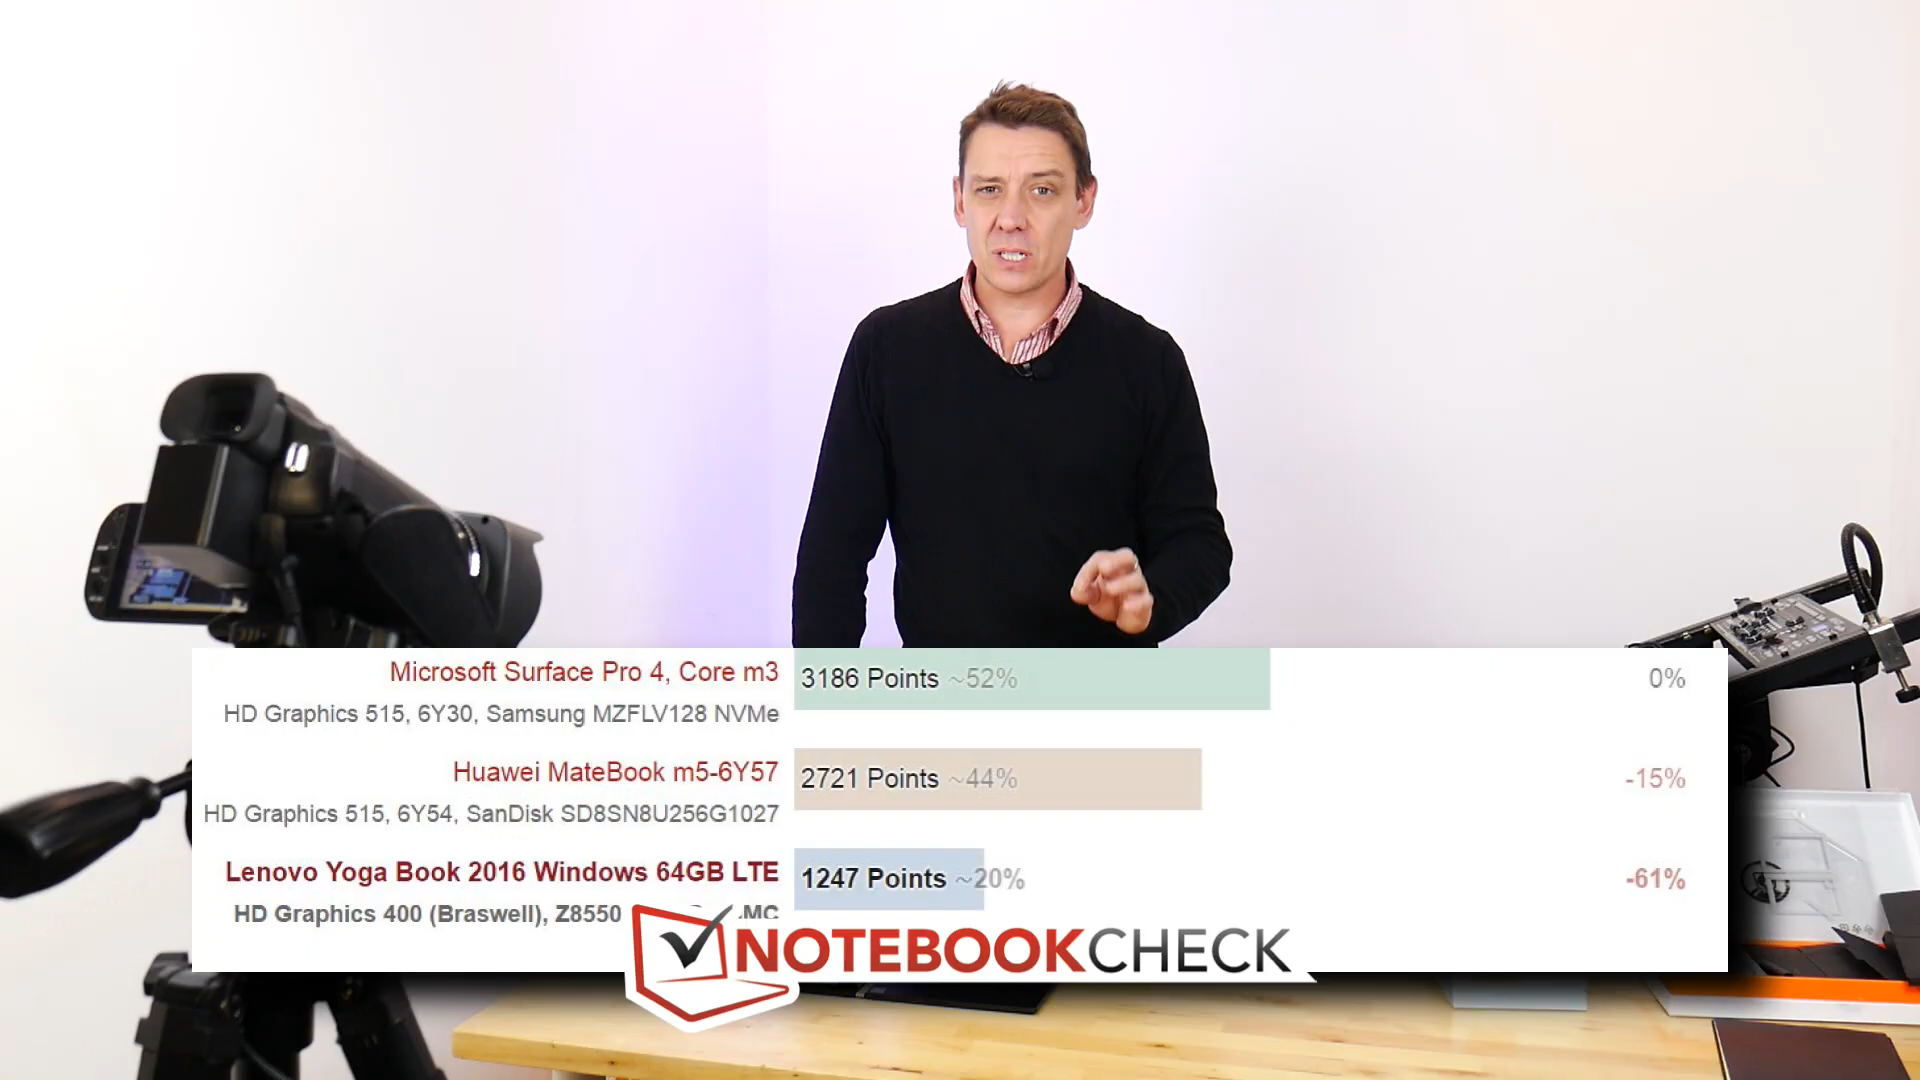 Microsoft Surface Pro 4, Core m3
3186 Points ~52%
0%
HD Graphics 515, 6Y30, Samsung MZFLV128 NVMe
Huawei MateBook m5-6Y57
2721 Points ~44%
-15%
HD Graphics 515, 6Y54, SanDisk SD8SN8U256G1027
Lenovo Yoga Book 2016 Windows 64GB LTE
1247 Points ~20%
-61%
HD Graphics 400 (Braswell), Z8550
NOTEBOOKCHECK